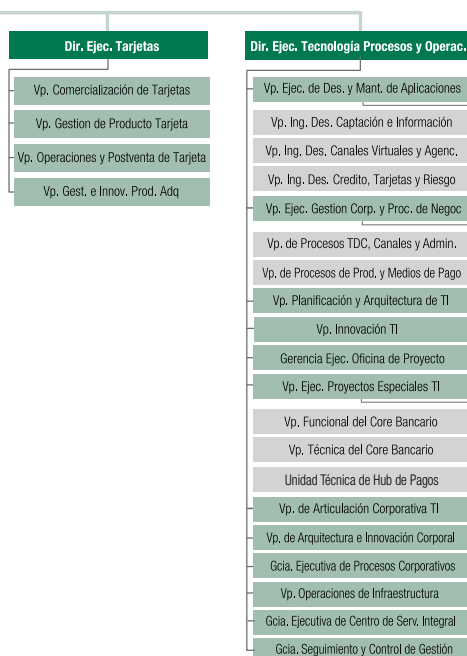 Dir. Ejec. Tarjetas
Vp. Comercialización de Tarjetas
Vp. Gestion de Producto Tarjeta
Vp. Operaciones y Postventa de Tarjeta
Vp. Gest. e Innov. Prod. Adq
Dir. Ejec. Tecnología Procesos y Operac.
Vp. Ejec. de Des. y Mant. de Aplicaciones
Vp. Ing. Des. Captación e Información
Vp. Ing. Des. Canales Virtuales y Agenc.
Vp. Ing. Des. Credito, Tarjetas y Riesgo
Vp. Ejec. Gestion Corp. y Proc. de Negoc
Vp. de Procesos TDC, Canales y Admin.
Vp. de Procesos de Prod. y Medios de Pago
Vp. Planificación y Arquitectura de TI
Vp. Innovación TI
Gerencia Ejec. Oficina de Proyecto
Vp. Ejec. Proyectos Especiales TI
Vp. Funcional del Core Bancario
Vp. Técnica del Core Bancario
Unidad Técnica de Hub de Pagos
Vp. de Articulación Corporativa TI
Vp. de Arquitectura e Innovación Corporal
Gcia. Ejecutiva de Procesos Corporativos
Vp. Operaciones de Infraestructura
Gcia. Ejecutiva de Centro de Serv. Integral
Gcia. Seguimiento y Control de Gestión